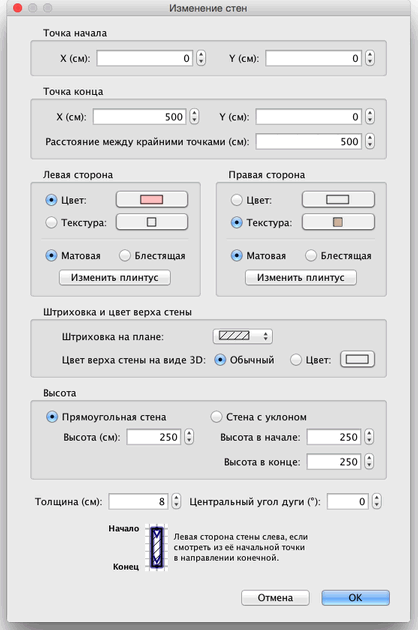 Изменение стен
Точка начала
X (см): 0 Y (см): 0
Точка конца
X (см): 500 Y (см): 0
Расстояние между крайними точками (см): 500
Левая сторона Правая сторона
Цвет: Цвет:
Текстура: Текстура:
Матовая Блестящая Матовая Блестящая
Изменить плинтус Изменить плинтус
Штриховка и цвет верха стены
Штриховка на плане:
Цвет верха стены на виде 3D: Обычный Цвет:
Высота
Прямоугольная стена Стена с уклоном
Высота (см): 250 Высота в начале: 250
Высота в конце: 250
Толщина (см): 8 Центральный угол дуги (°): 0
Начало
Левая сторона стены слева, если
смотреть из её начальной точки
в направлении конечной.
Конец
Отмена OK